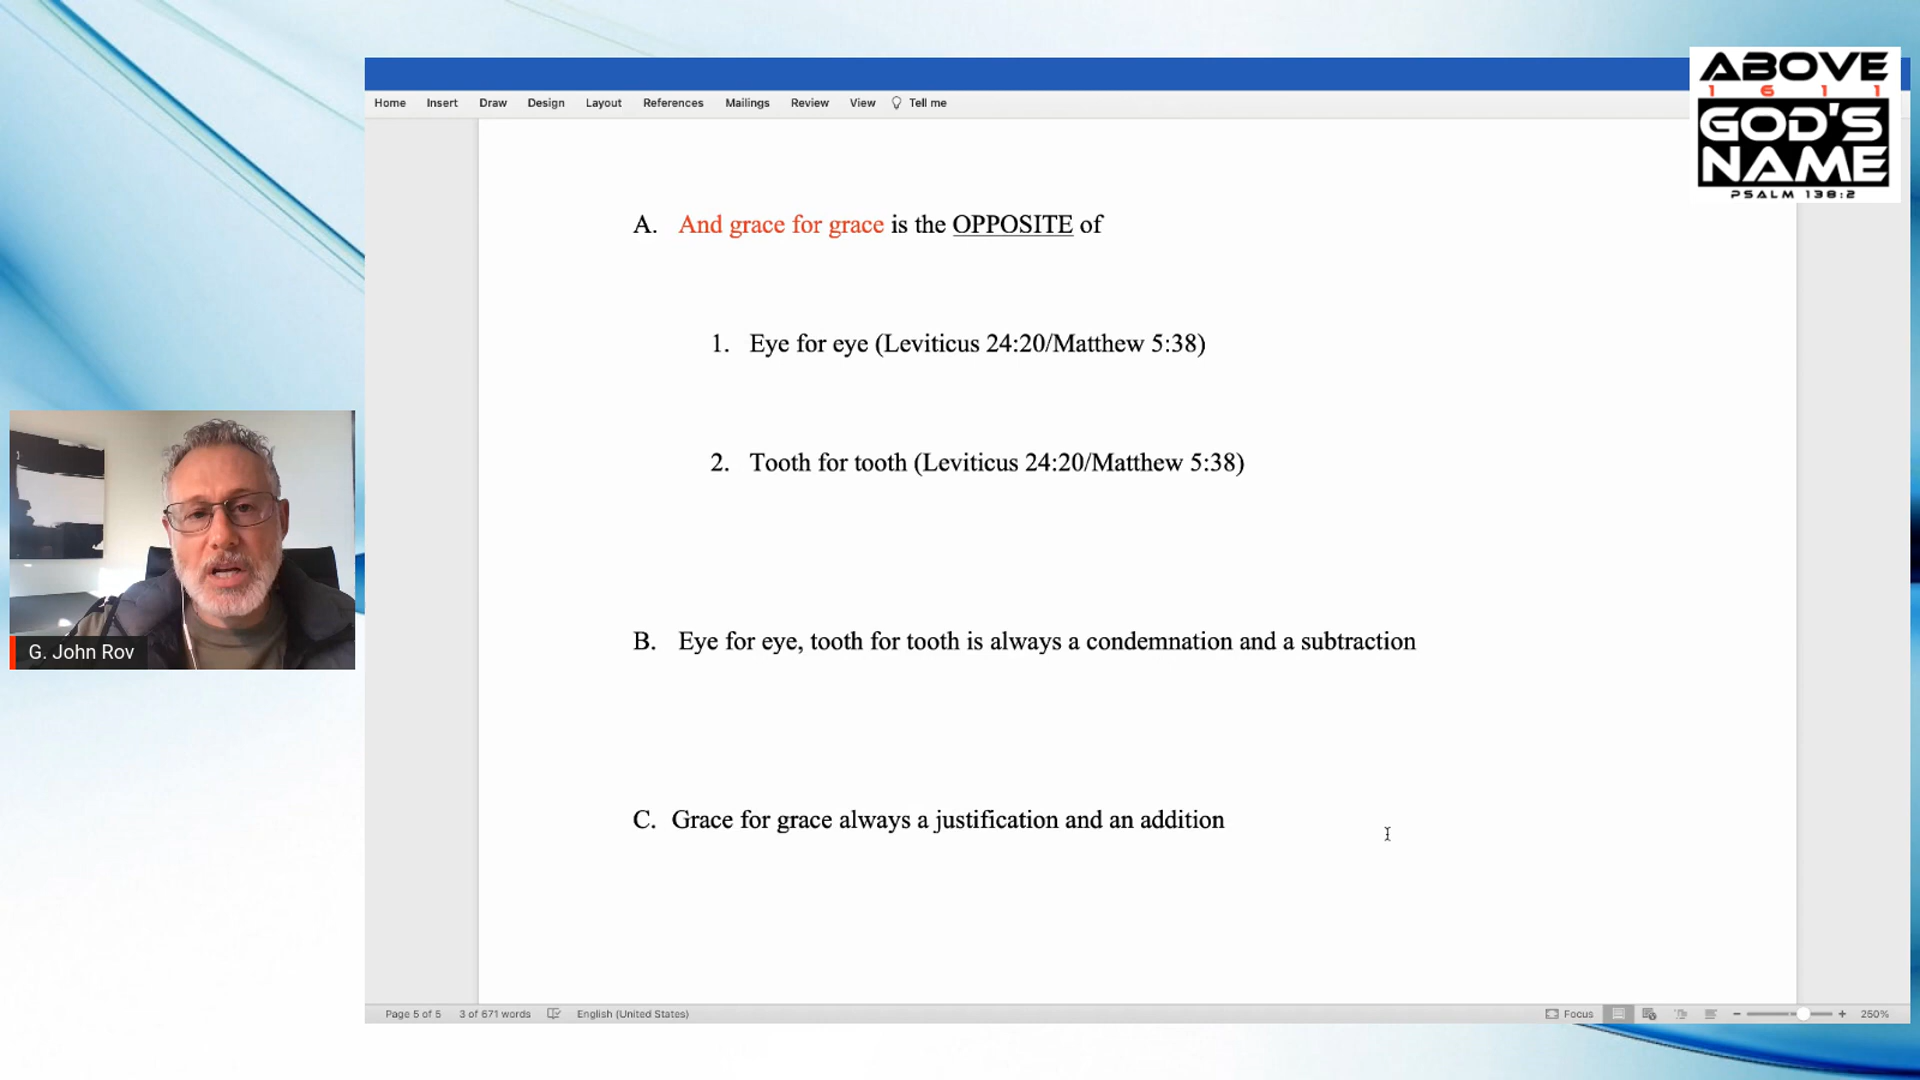 ABOVE
1 6 1 1
GOD'S
NAME
PSALM 138:2
Home Insert Draw Design Layout References Mailings Review View Tell me
A. And grace for grace is the OPPOSITE of
1. Eye for eye (Leviticus 24:20/Matthew 5:38)
2. Tooth for tooth (Leviticus 24:20/Matthew 5:38)
B. Eye for eye, tooth for tooth is always a condemnation and a subtraction
C. Grace for grace always a justification and an addition
G. John Rov
Page 5 of 5 3 of 671 words English (United States) Focus 250%